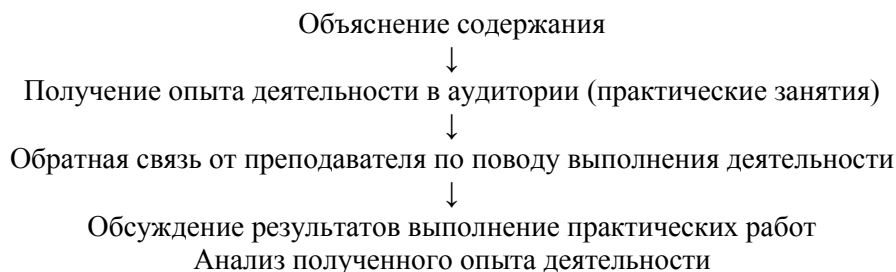 Объяснение содержания
↓
Получение опыта деятельности в аудитории (практические занятия)
↓
Обратная связь от преподавателя по поводу выполнения деятельности
↓
Обсуждение результатов выполнение практических работ
Анализ полученного опыта деятельности